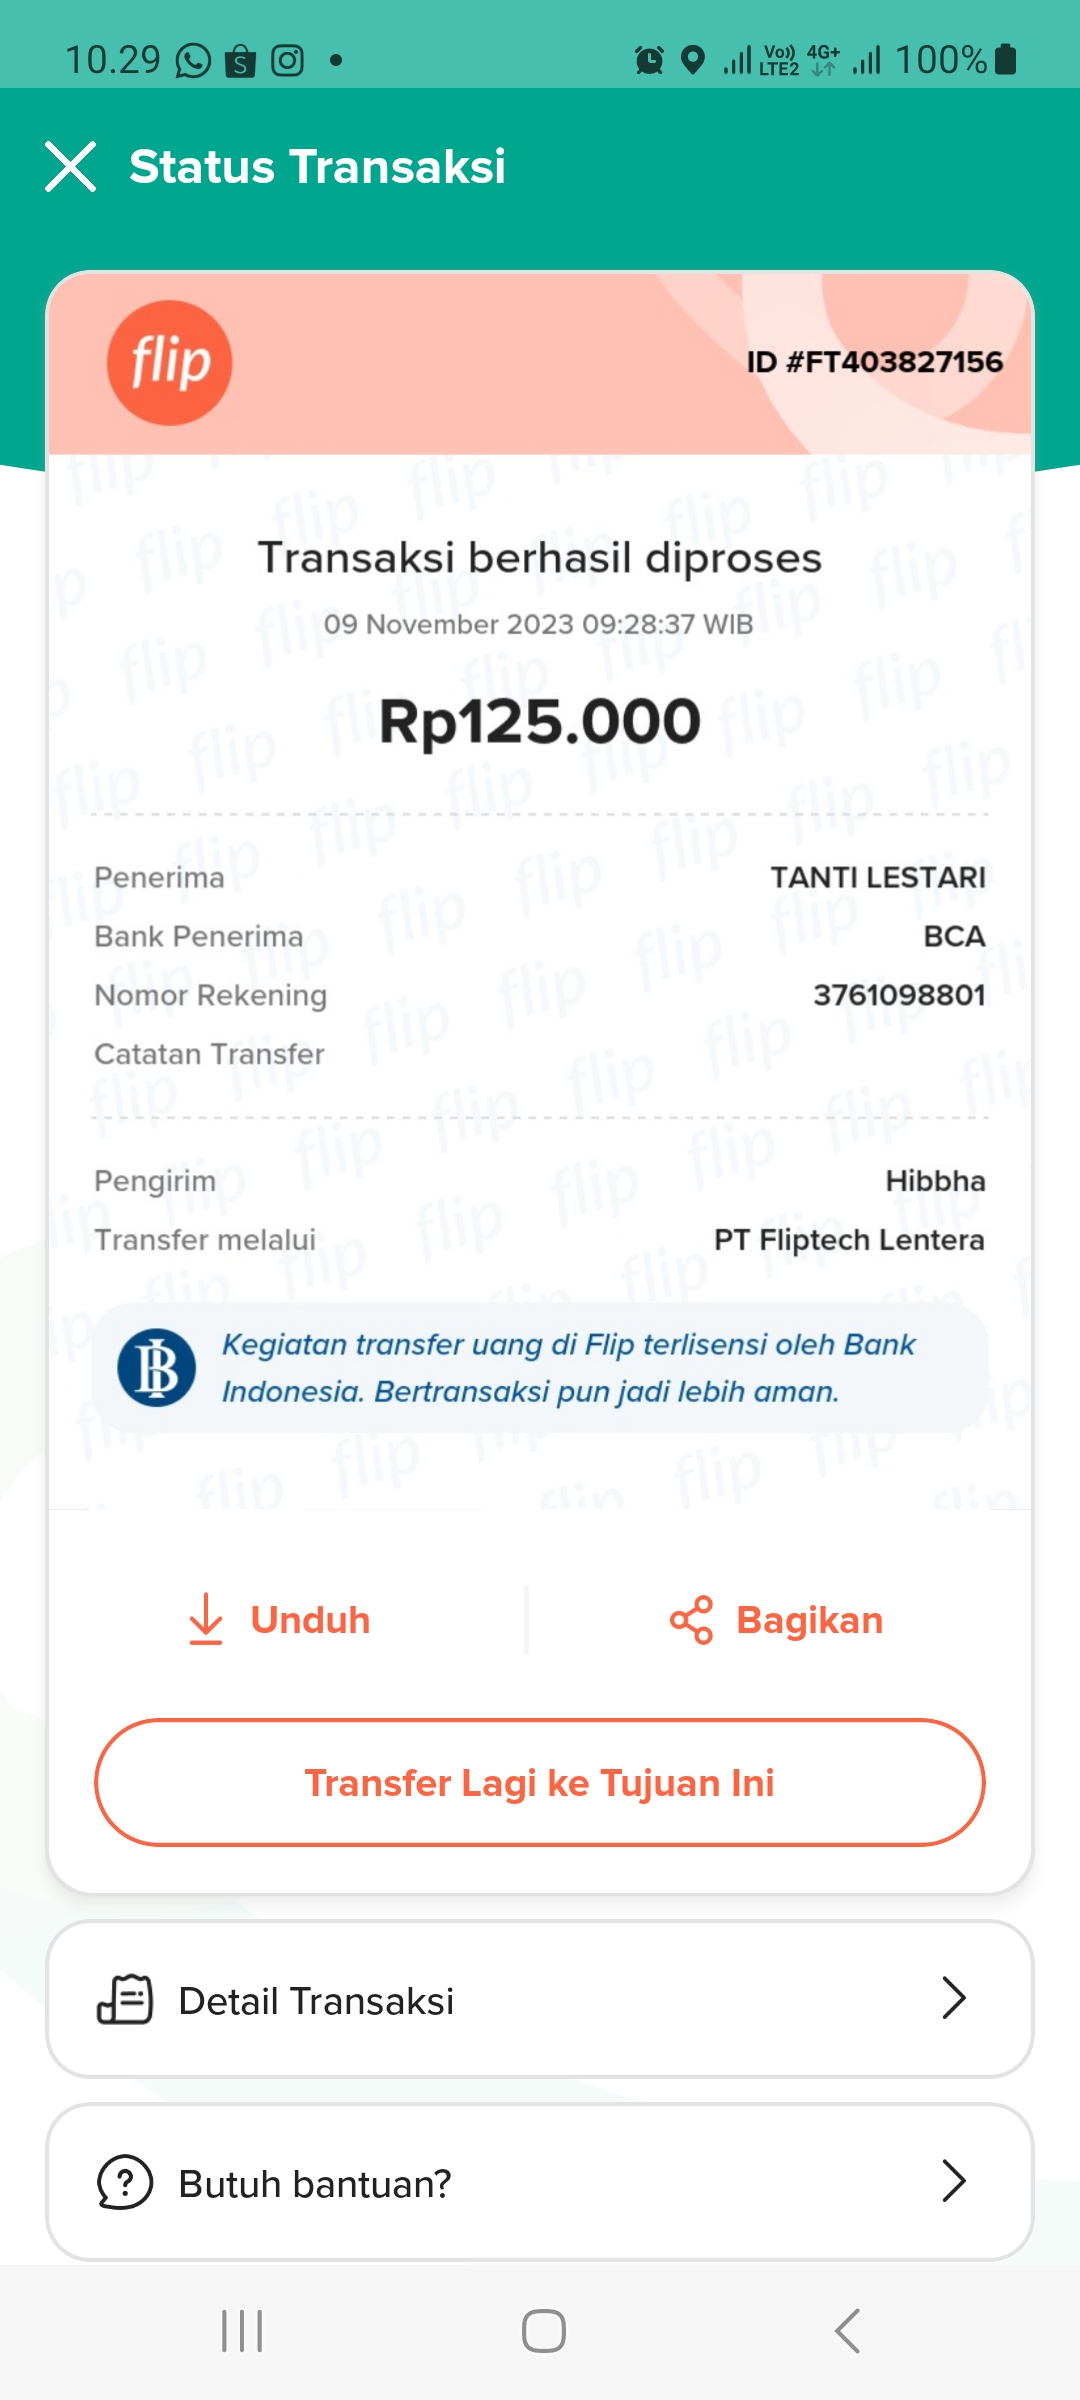 10.29 Vo)) LTE2 4G+ 100%
Status Transaksi
flip ID #FT403827156
Transaksi berhasil diproses
09 November 2023 09:28:37 WIB
Rp125.000
Penerima TANTI LESTARI
Bank Penerima BCA
Nomor Rekening 3761098801
Catatan Transfer
Pengirim Hibbha
Transfer melalui PT Fliptech Lentera
Kegiatan transfer uang di Flip terlisensi oleh Bank
Indonesia. Bertransaksi pun jadi lebih aman.
Unduh Bagikan
Transfer Lagi ke Tujuan Ini
Detail Transaksi
Butuh bantuan?